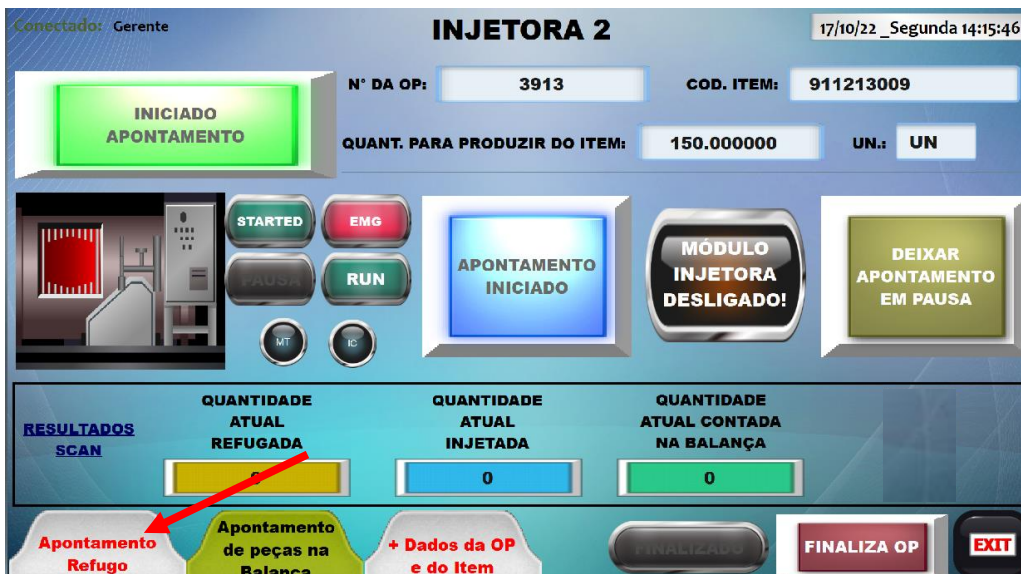 Conectado: Gerente
INJETORA 2
17/10/22 _Segunda 14:15:46
INICIADO
APONTAMENTO
N° DA OP:
3913
COD. ITEM:
911213009
QUANT. PARA PRODUZIR DO ITEM:
150.000000
UN.:
UN
STARTED
EMG
PAUSA
RUN
MT
IC
APONTAMENTO
INICIADO
MÓDULO
INJETORA
DESLIGADO!
DEIXAR
APONTAMENTO
EM PAUSA
RESULTADOS
SCAN
QUANTIDADE
ATUAL
REFUGADA
0
QUANTIDADE
ATUAL
INJETADA
0
QUANTIDADE
ATUAL CONTADA
NA BALANÇA
0
Apontamento
Refugo
Apontamento
de peças na
Balança
+ Dados da OP
e do Item
FINALIZADO
FINALIZA OP
EXIT